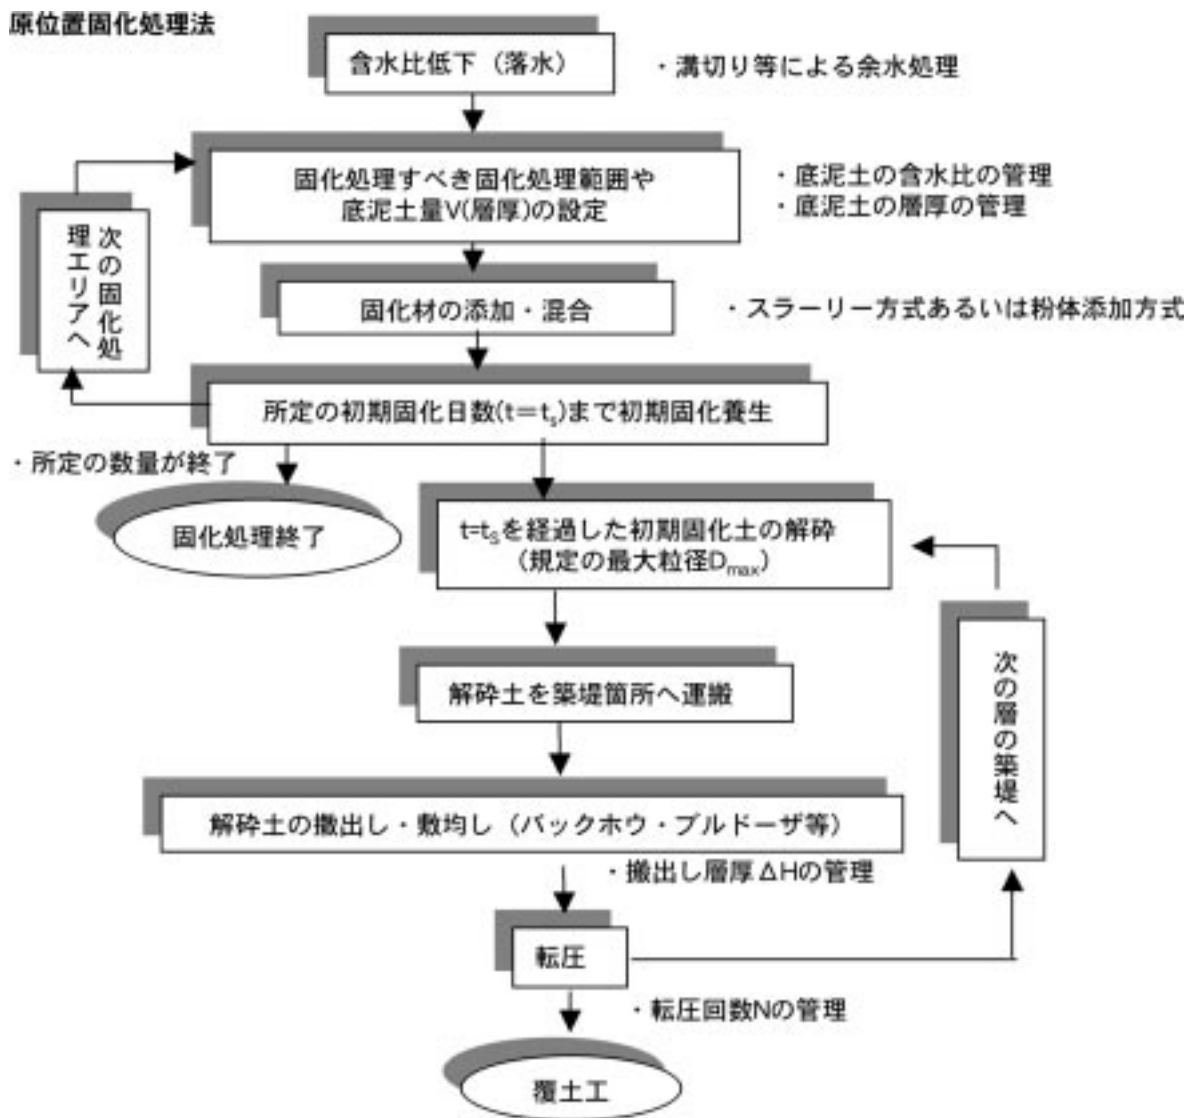 原位置固化処理法
含水比低下（落水）
・溝切り等による余水処理
固化処理すべき固化処理範囲や
底泥土量V(層厚)の設定
・底泥土の含水比の管理
・底泥土の層厚の管理
次の固化処
理エリアへ
固化材の添加・混合
・スラーリー方式あるいは粉体添加方式
所定の初期固化日数(t＝ts)まで初期固化養生
・所定の数量が終了
固化処理終了
t=tsを経過した初期固化土の解砕
（規定の最大粒径Dmax）
解砕土を築堤箇所へ運搬
次の層の築堤へ
解砕土の撒出し・敷均し（バックホウ・ブルドーザ等）
・搬出し層厚ΔHの管理
転圧
・転圧回数Nの管理
覆土工